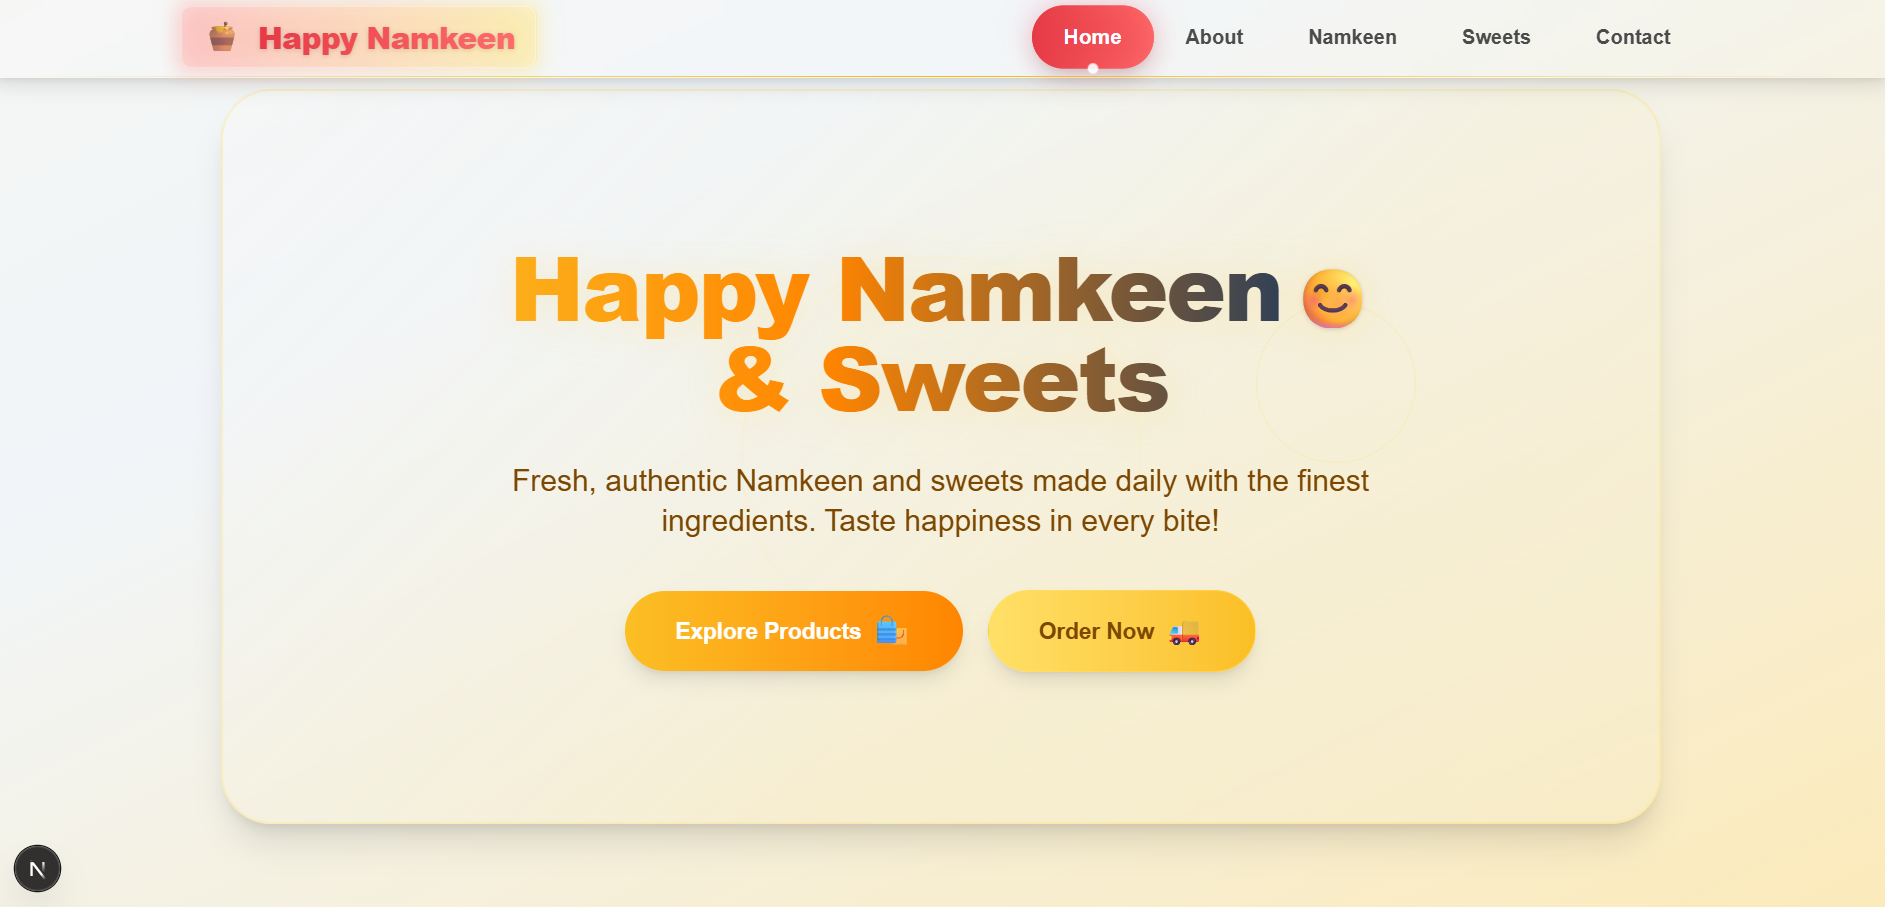 Happy Namkeen
Home
About
Namkeen
Sweets
Contact
Happy Namkeen
& Sweets
Fresh, authentic Namkeen and sweets made daily with the finest
ingredients. Taste happiness in every bite!
Explore Products
Order Now
N